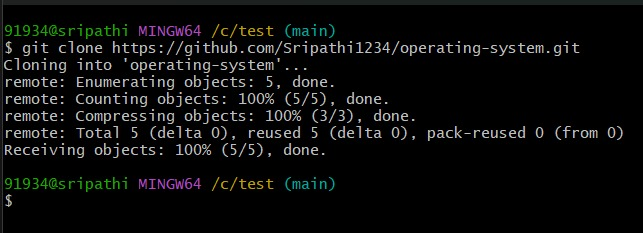 91934@sripathi MINGW64 /c/test (main)
$ git clone https://github.com/Sripathi1234/operating-system.git
Cloning into 'operating-system'...
remote: Enumerating objects: 5, done.
remote: Counting objects: 100% (5/5), done.
remote: Compressing objects: 100% (3/3), done.
remote: Total 5 (delta 0), reused 5 (delta 0), pack-reused 0 (from 0)
Receiving objects: 100% (5/5), done.
91934@sripathi MINGW64 /c/test (main)
$